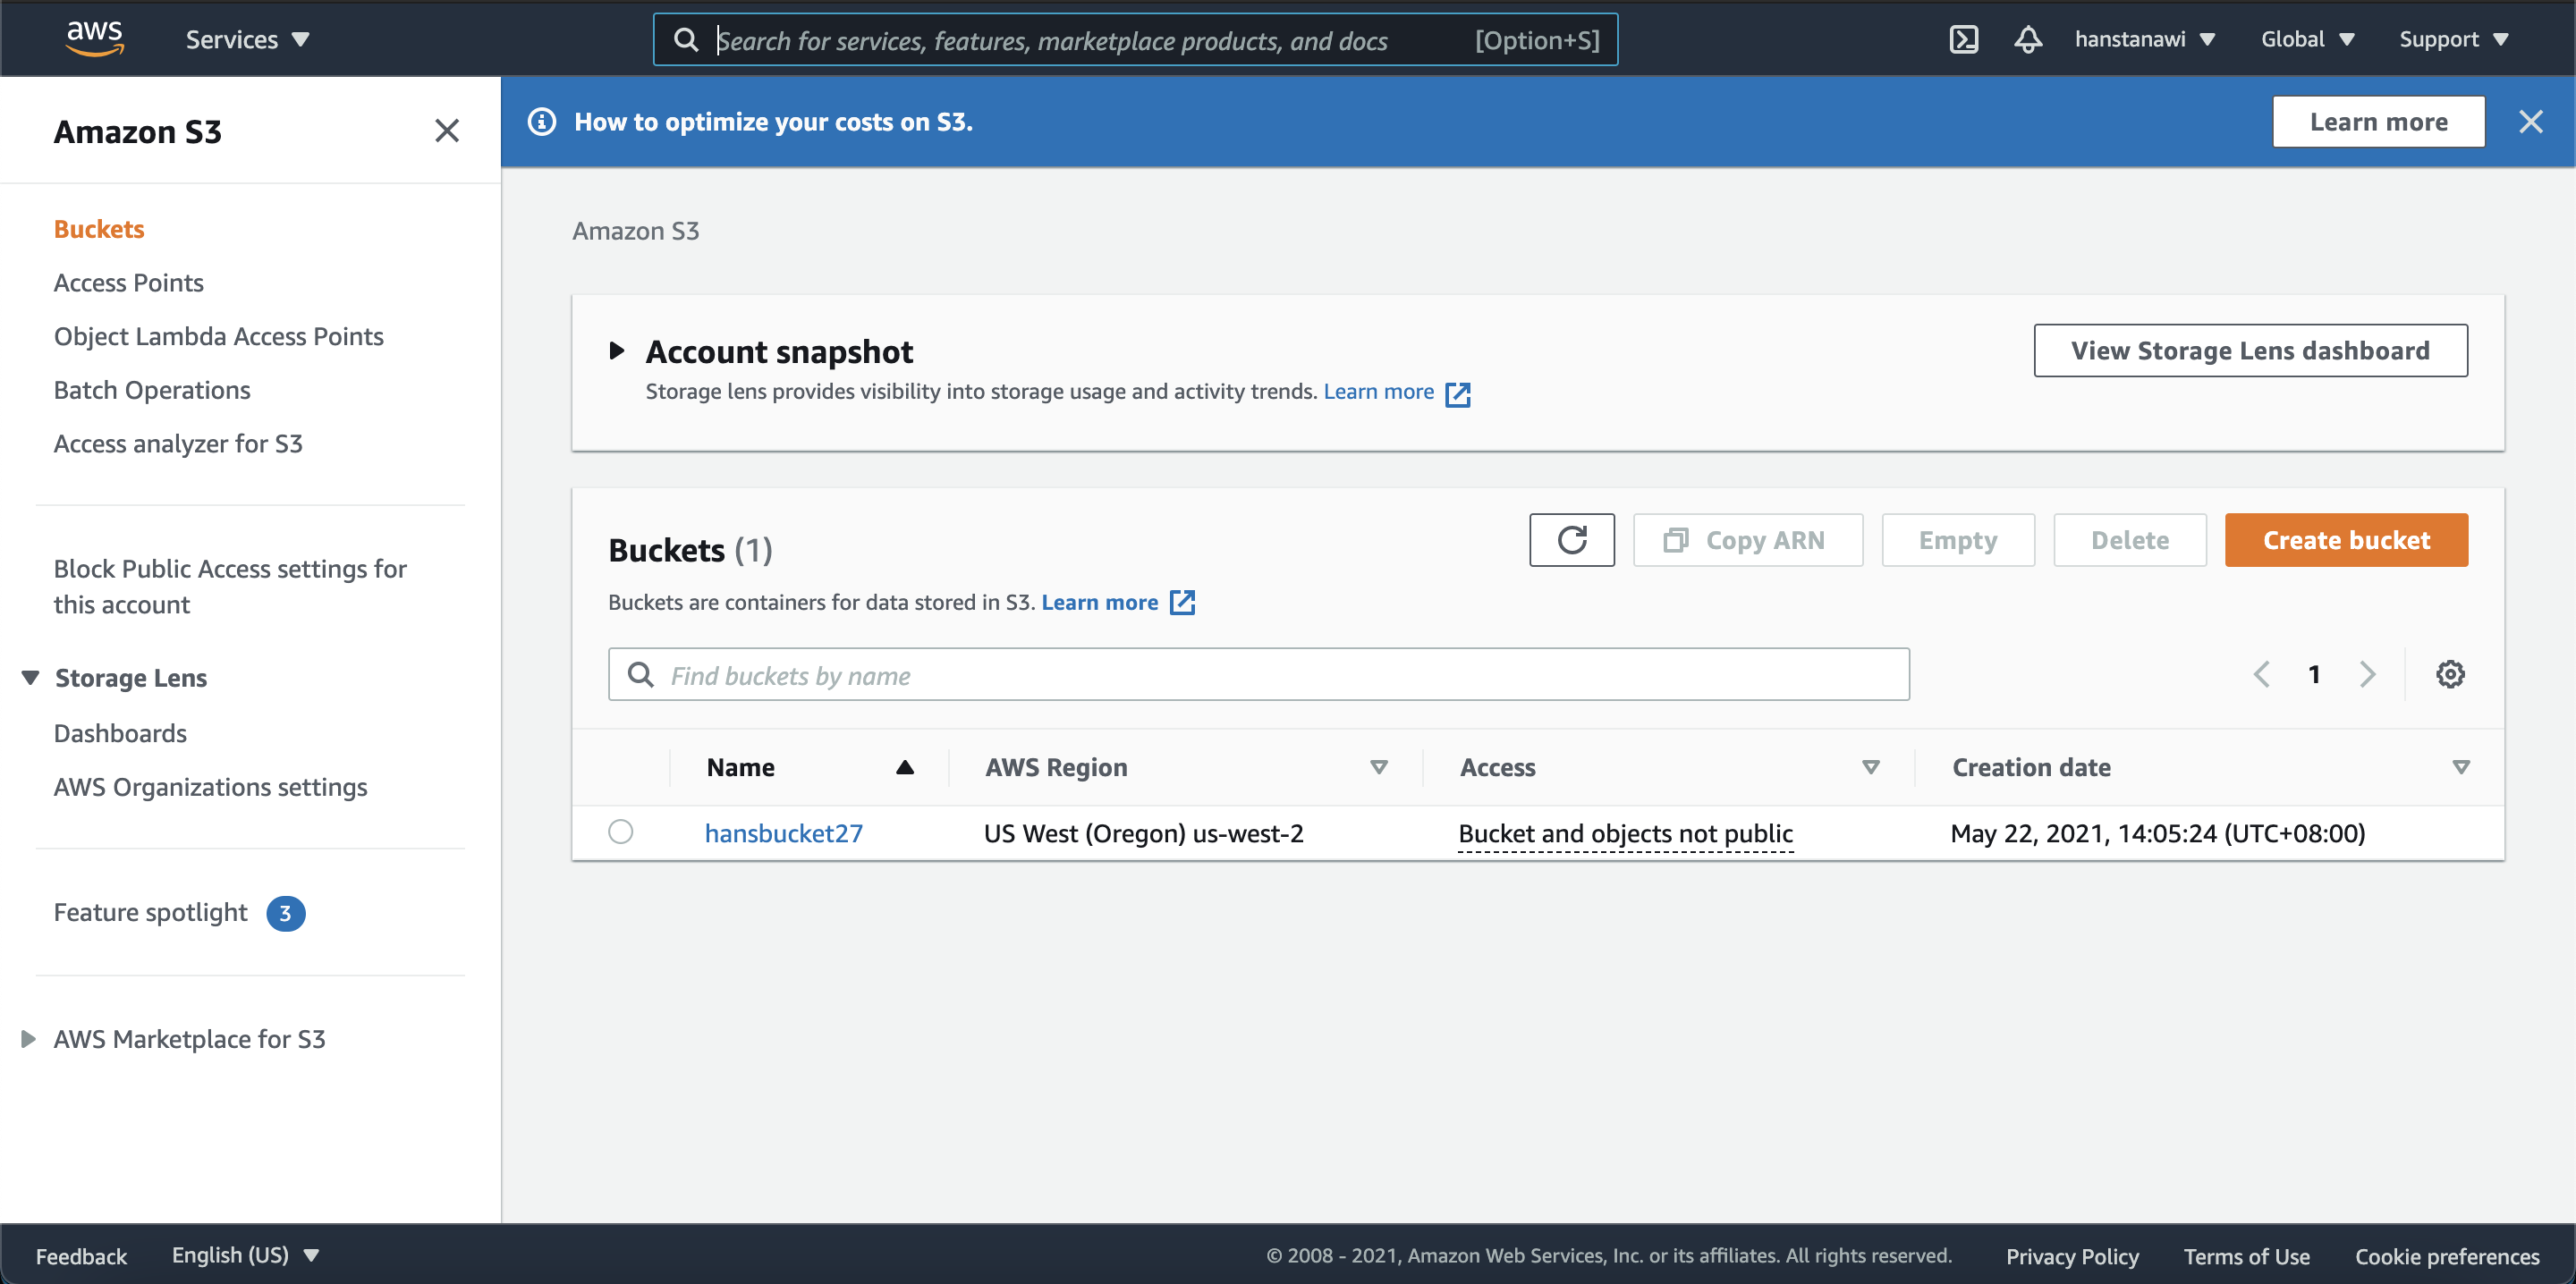 aws
Services
Search for services, features, marketplace products, and docs [Option+S]
hanstanawi
Global
Support
Amazon S3
Buckets
Access Points
Object Lambda Access Points
Batch Operations
Access analyzer for S3
Block Public Access settings for
this account
Storage Lens
Dashboards
AWS Organizations settings
Feature spotlight 3
AWS Marketplace for S3
How to optimize your costs on S3.
Learn more
Amazon S3
Account snapshot
View Storage Lens dashboard
Storage lens provides visibility into storage usage and activity trends. Learn more
Buckets (1)
Copy ARN
Empty
Delete
Create bucket
Buckets are containers for data stored in S3. Learn more
Find buckets by name
1
Name AWS Region Access Creation date
hansbucket27 US West (Oregon) us-west-2 Bucket and objects not public May 22, 2021, 14:05:24 (UTC+08:00)
Feedback English (US) © 2008 - 2021, Amazon Web Services, Inc. or its affiliates. All rights reserved. Privacy Policy Terms of Use Cookie preferences